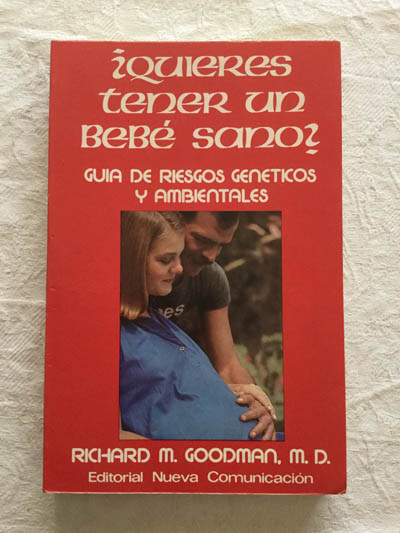 ¿QUIERES
TENER UN
BEBÉ SANO?
GUIA DE RIESGOS GENETICOS
Y AMBIENTALES
RICHARD M. GOODMAN, M. D.
Editorial Nueva Comunicación